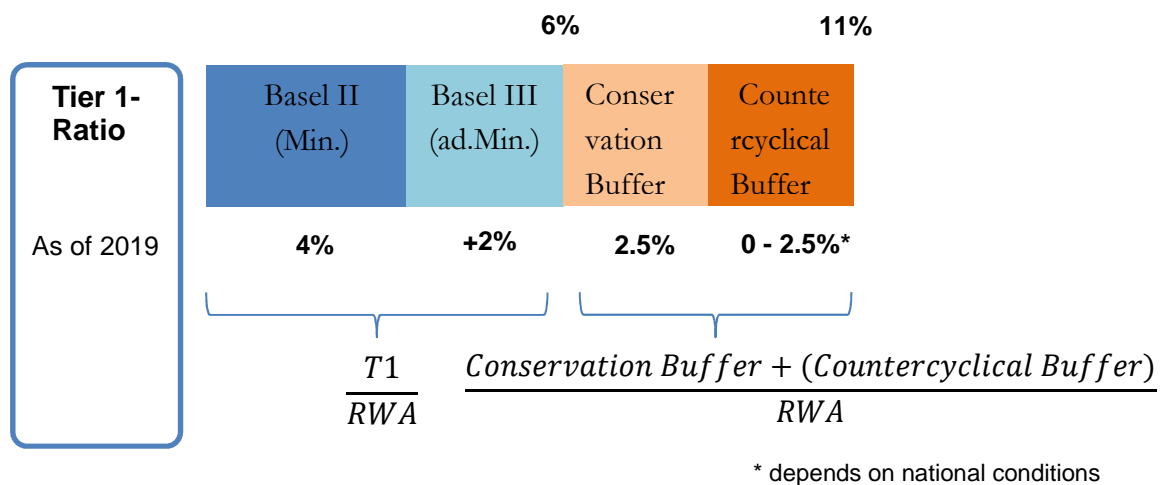 6%
11%
Tier 1-
Ratio
As of 2019
Basel II
(Min.)
Basel III
(ad.Min.)
Conser
vation
Buffer
Counte
rcyclical
Buffer
4%
+2%
2.5%
0 - 2.5%*
T1
RWA
Conservation Buffer + (Countercyclical Buffer)
RWA
* depends on national conditions